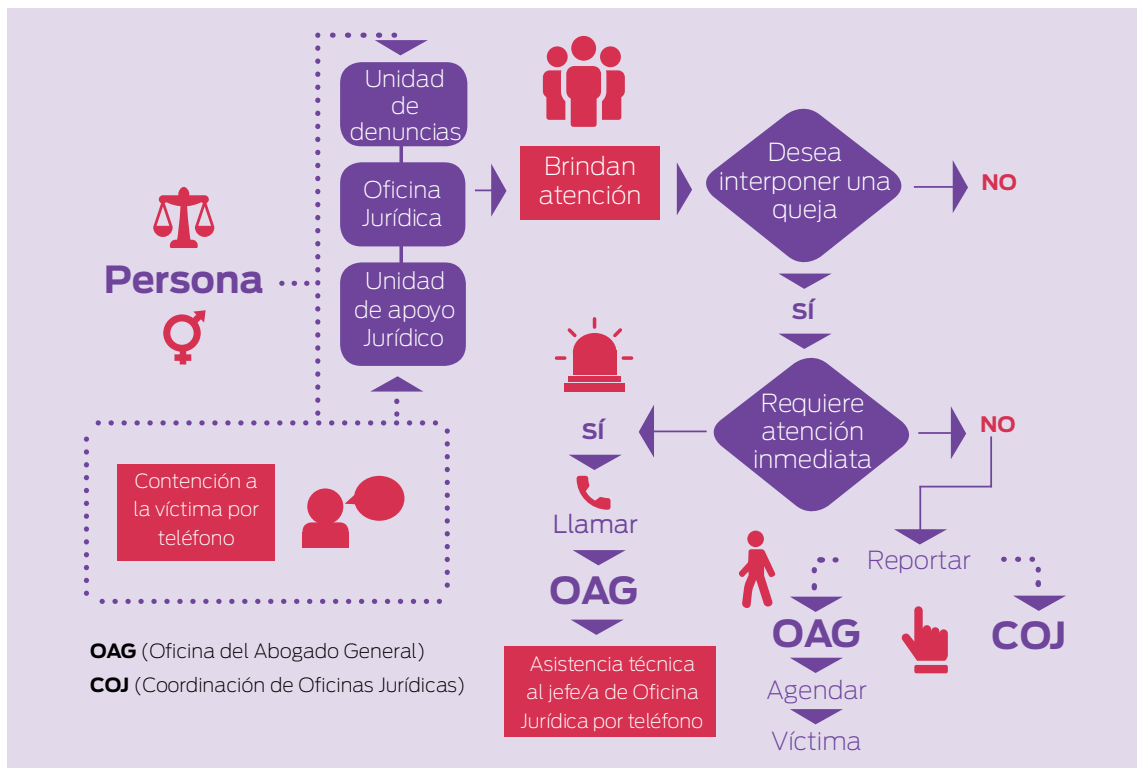 Persona
Unidad
de
denuncias
Oficina
Jurídica
Unidad
de apoyo
Jurídico
Contención a
la víctima por
teléfono
Brindan
atención
Desea
interponer una
queja
NO
SÍ
Requiere
atención
inmediata
SÍ
Llamar
OAG
Asistencia técnica
al jefe/a de Oficina
Jurídica por teléfono
NO
Reportar
OAG
Agendar
Víctima
COJ
OAG (Oficina del Abogado General)
COJ (Coordinación de Oficinas Jurídicas)